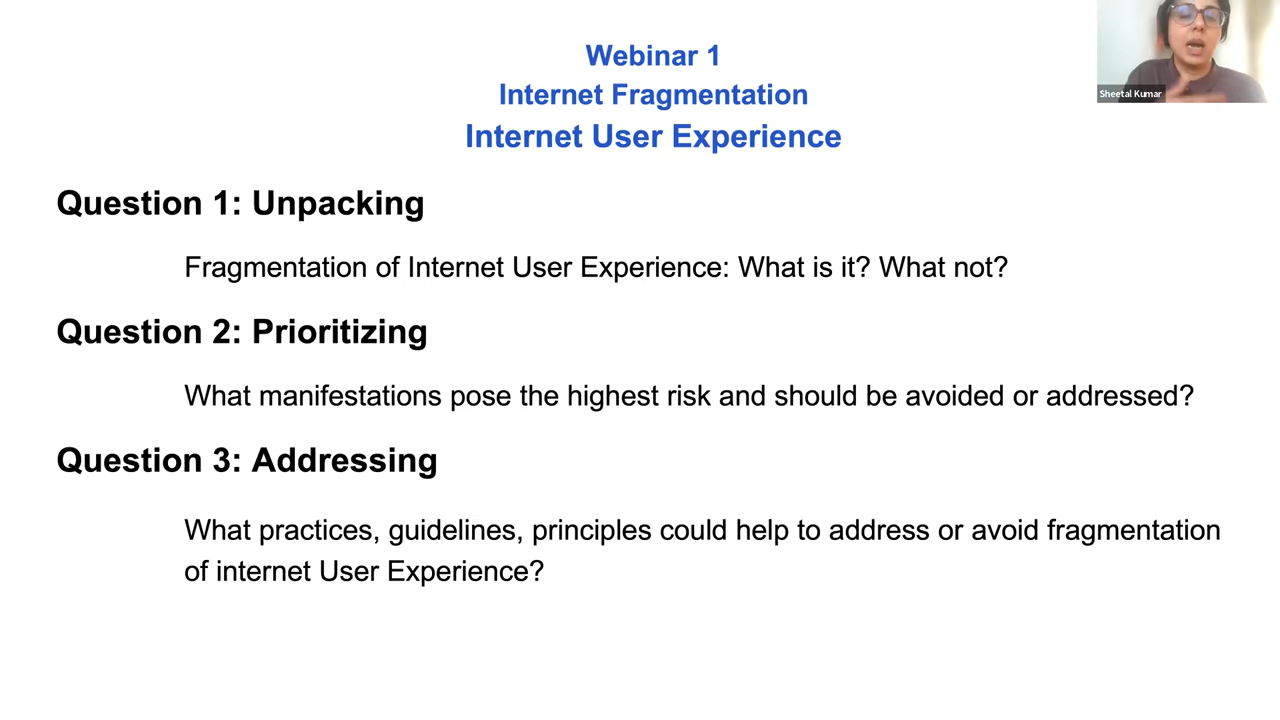 Webinar 1
Internet Fragmentation
Internet User Experience
Sheetal Kumar
Question 1: Unpacking
Fragmentation of Internet User Experience: What is it? What not?
Question 2: Prioritizing
What manifestations pose the highest risk and should be avoided or addressed?
Question 3: Addressing
What practices, guidelines, principles could help to address or avoid fragmentation
of internet User Experience?